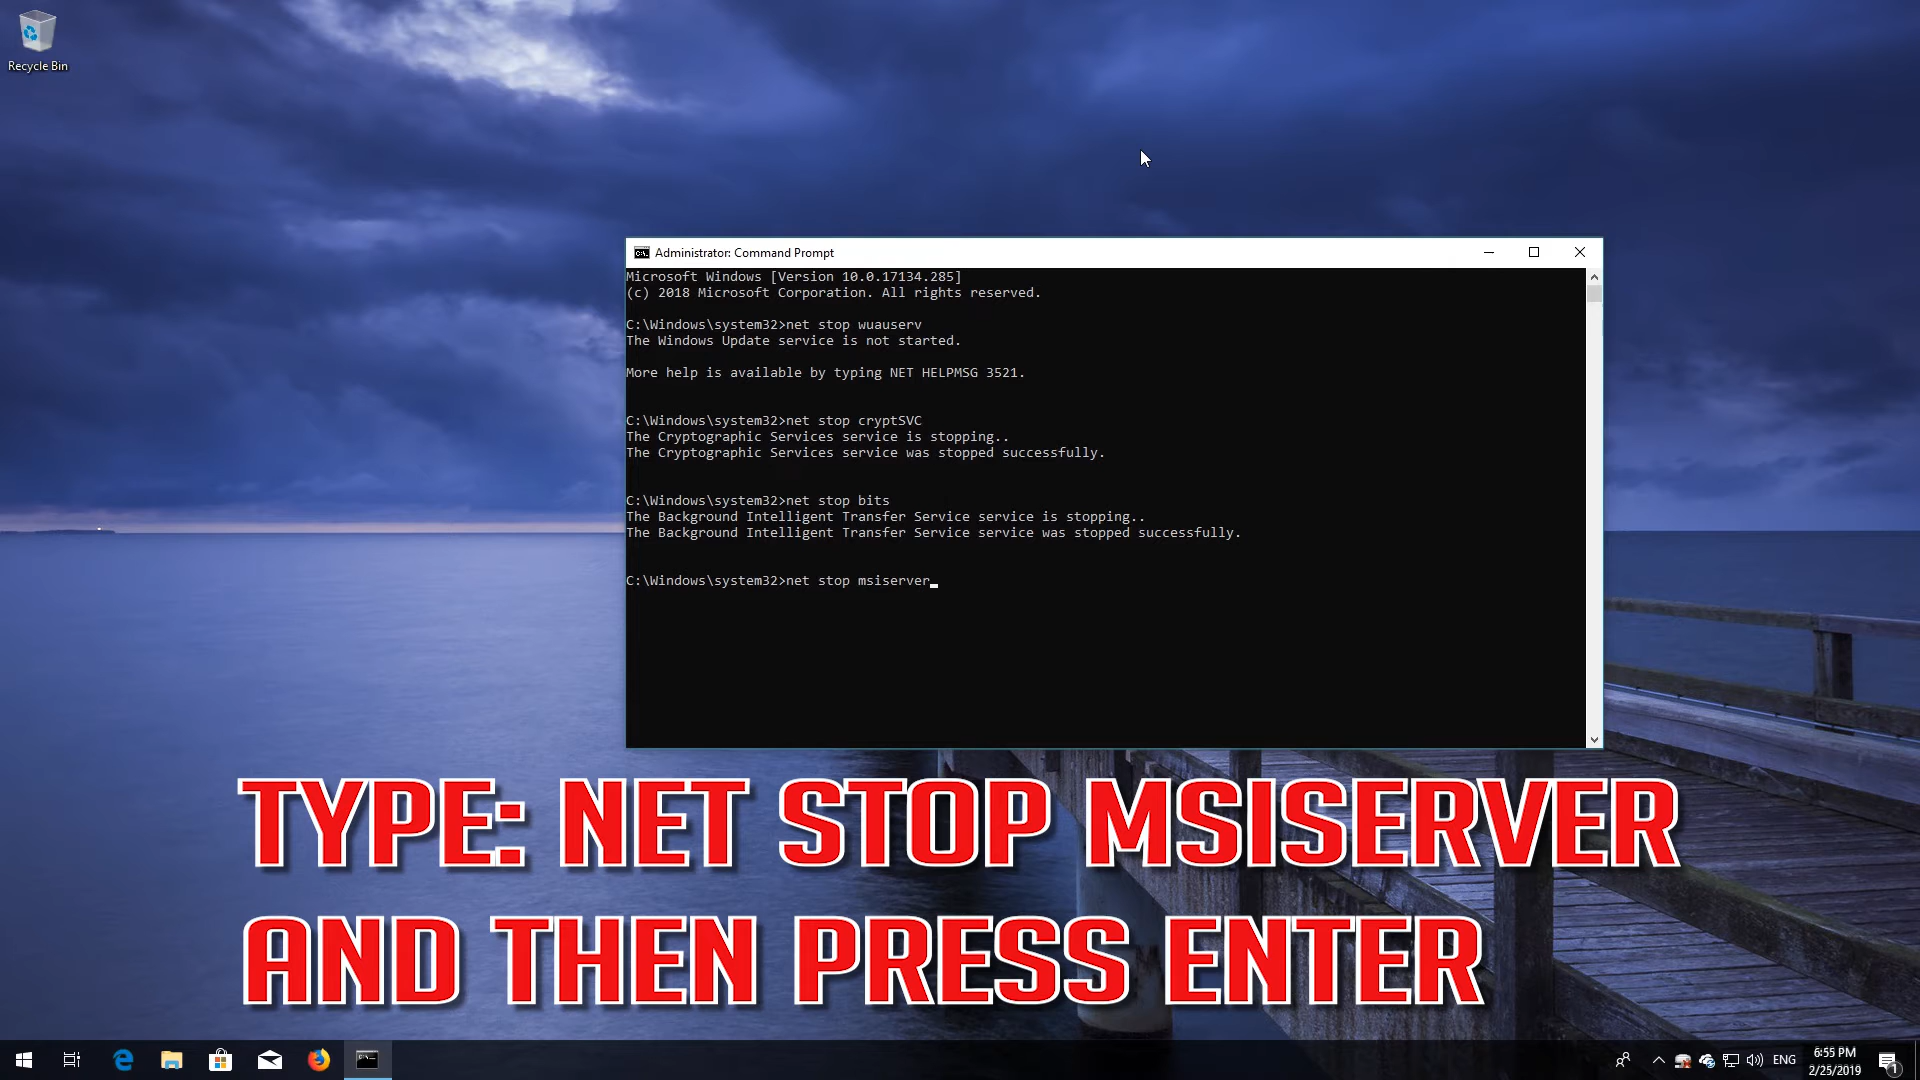 Recycle Bin
Administrator: Command Prompt
Microsoft Windows [Version 10.0.17134.285]
(c) 2018 Microsoft Corporation. All rights reserved.
C:\Windows\system32>net stop wuauserv
The Windows Update service is not started.
More help is available by typing NET HELPMSG 3521.
C:\Windows\system32>net stop cryptSVC
The Cryptographic Services service is stopping..
The Cryptographic Services service was stopped successfully.
C:\Windows\system32>net stop bits
The Background Intelligent Transfer Service service is stopping..
The Background Intelligent Transfer Service service was stopped successfully.
C:\Windows\system32>net stop msiserver
TYPE: NET STOP MSISERVER
AND THEN PRESS ENTER
ENG
6:55 PM
2/25/2019
1